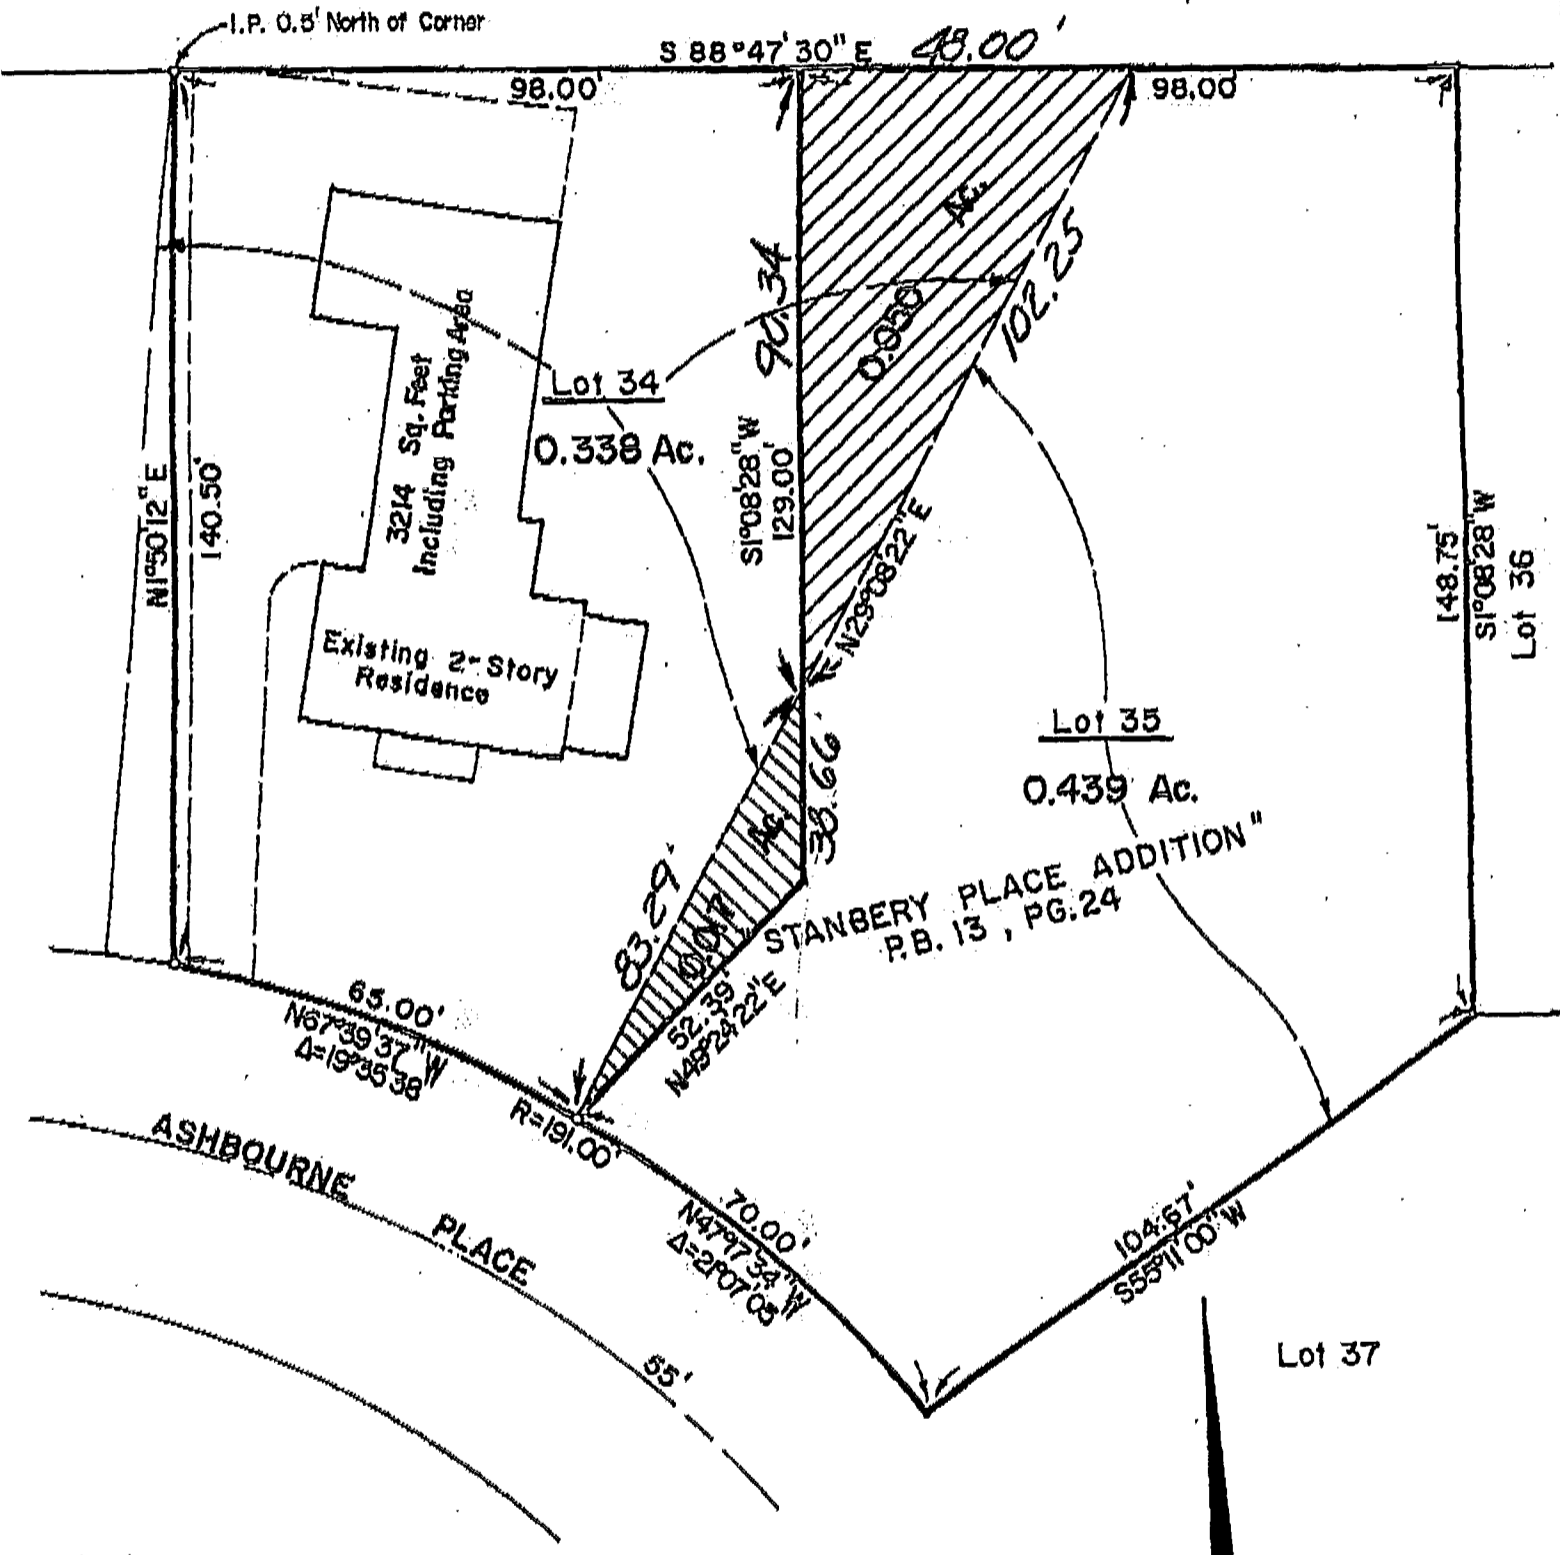 I.P. 0.5' North of Corner
S 88°47'30" E 48.00'
98.00'
98.00'
Ac.
0.050
90.34
102.25
3214 Sq. Feet
Including Parking Area
Lot 34
0.338 Ac.
S1°08'28"W
129.00'
N29°08'22"E
N1°50'12"E
140.50'
148.75'
S1°08'28"W
Lot 36
Existing 2-Story
Residence
Lot 35
0.439 Ac.
38.66'
Ac.
0.017
83.29'
STANBERY PLACE ADDITION"
P.B. 13, PG. 24
52.39'
N49°24'22"E
65.00'
N67°39'37"W
Δ=19°35'38"
R=191.00'
ASHBOURNE PLACE
70.00'
N47°17'34"W
Δ=21°07'05"
104.67'
S55°11'00"W
55'
Lot 37